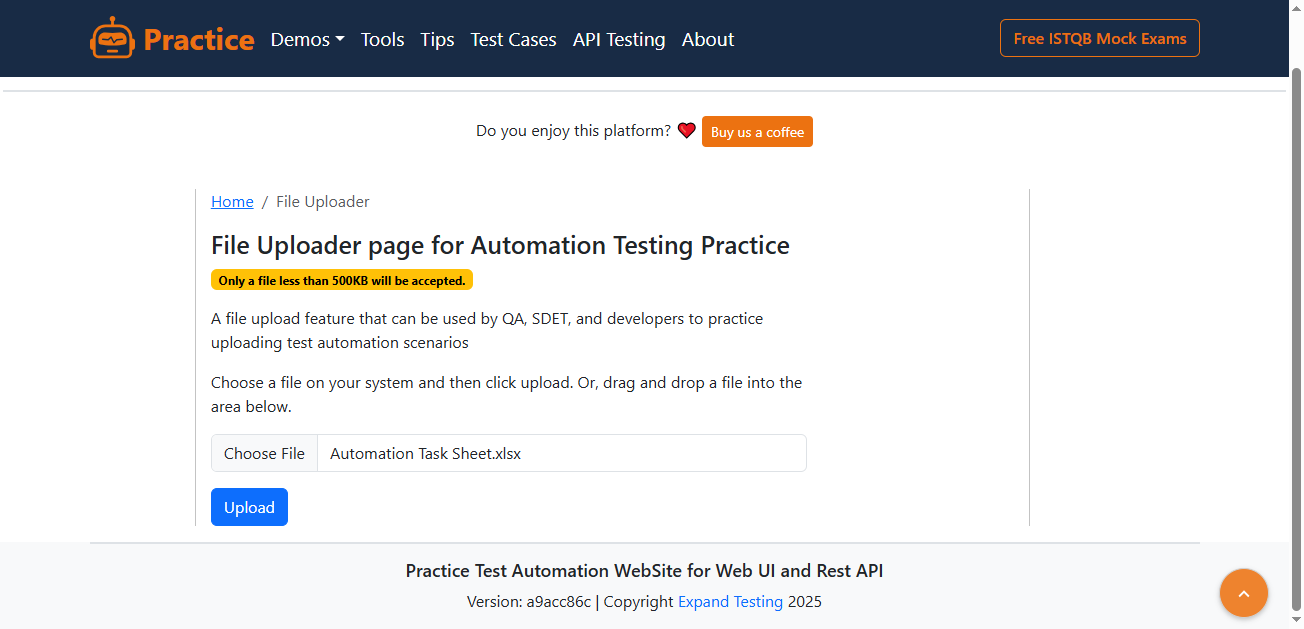 Practice Demos Tools Tips Test Cases API Testing About Free ISTQB Mock Exams
Do you enjoy this platform? Buy us a coffee
Home / File Uploader
File Uploader page for Automation Testing Practice
Only a file less than 500KB will be accepted.
A file upload feature that can be used by QA, SDET, and developers to practice
uploading test automation scenarios
Choose a file on your system and then click upload. Or, drag and drop a file into the
area below.
Choose File Automation Task Sheet.xlsx
Upload
Practice Test Automation WebSite for Web UI and Rest API
Version: a9acc86c | Copyright Expand Testing 2025